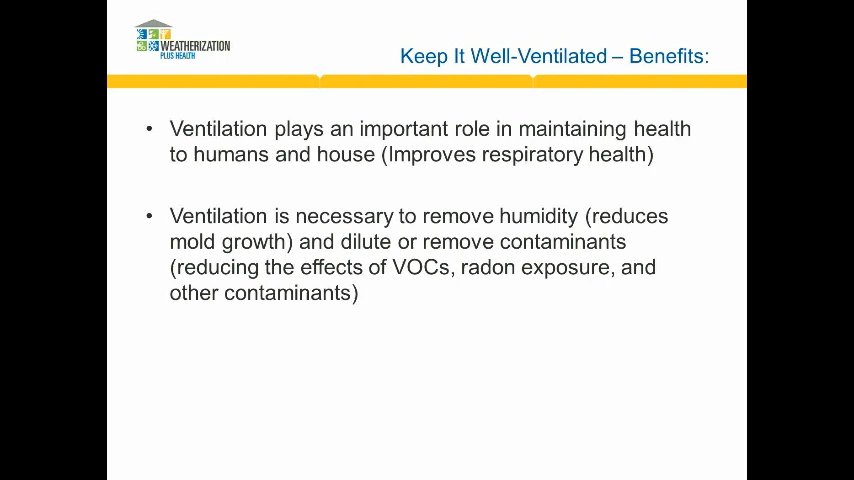 WEATHERIZATION
PLUS HEALTH
Keep It Well-Ventilated – Benefits:
• Ventilation plays an important role in maintaining health
to humans and house (Improves respiratory health)
• Ventilation is necessary to remove humidity (reduces
mold growth) and dilute or remove contaminants
(reducing the effects of VOCs, radon exposure, and
other contaminants)